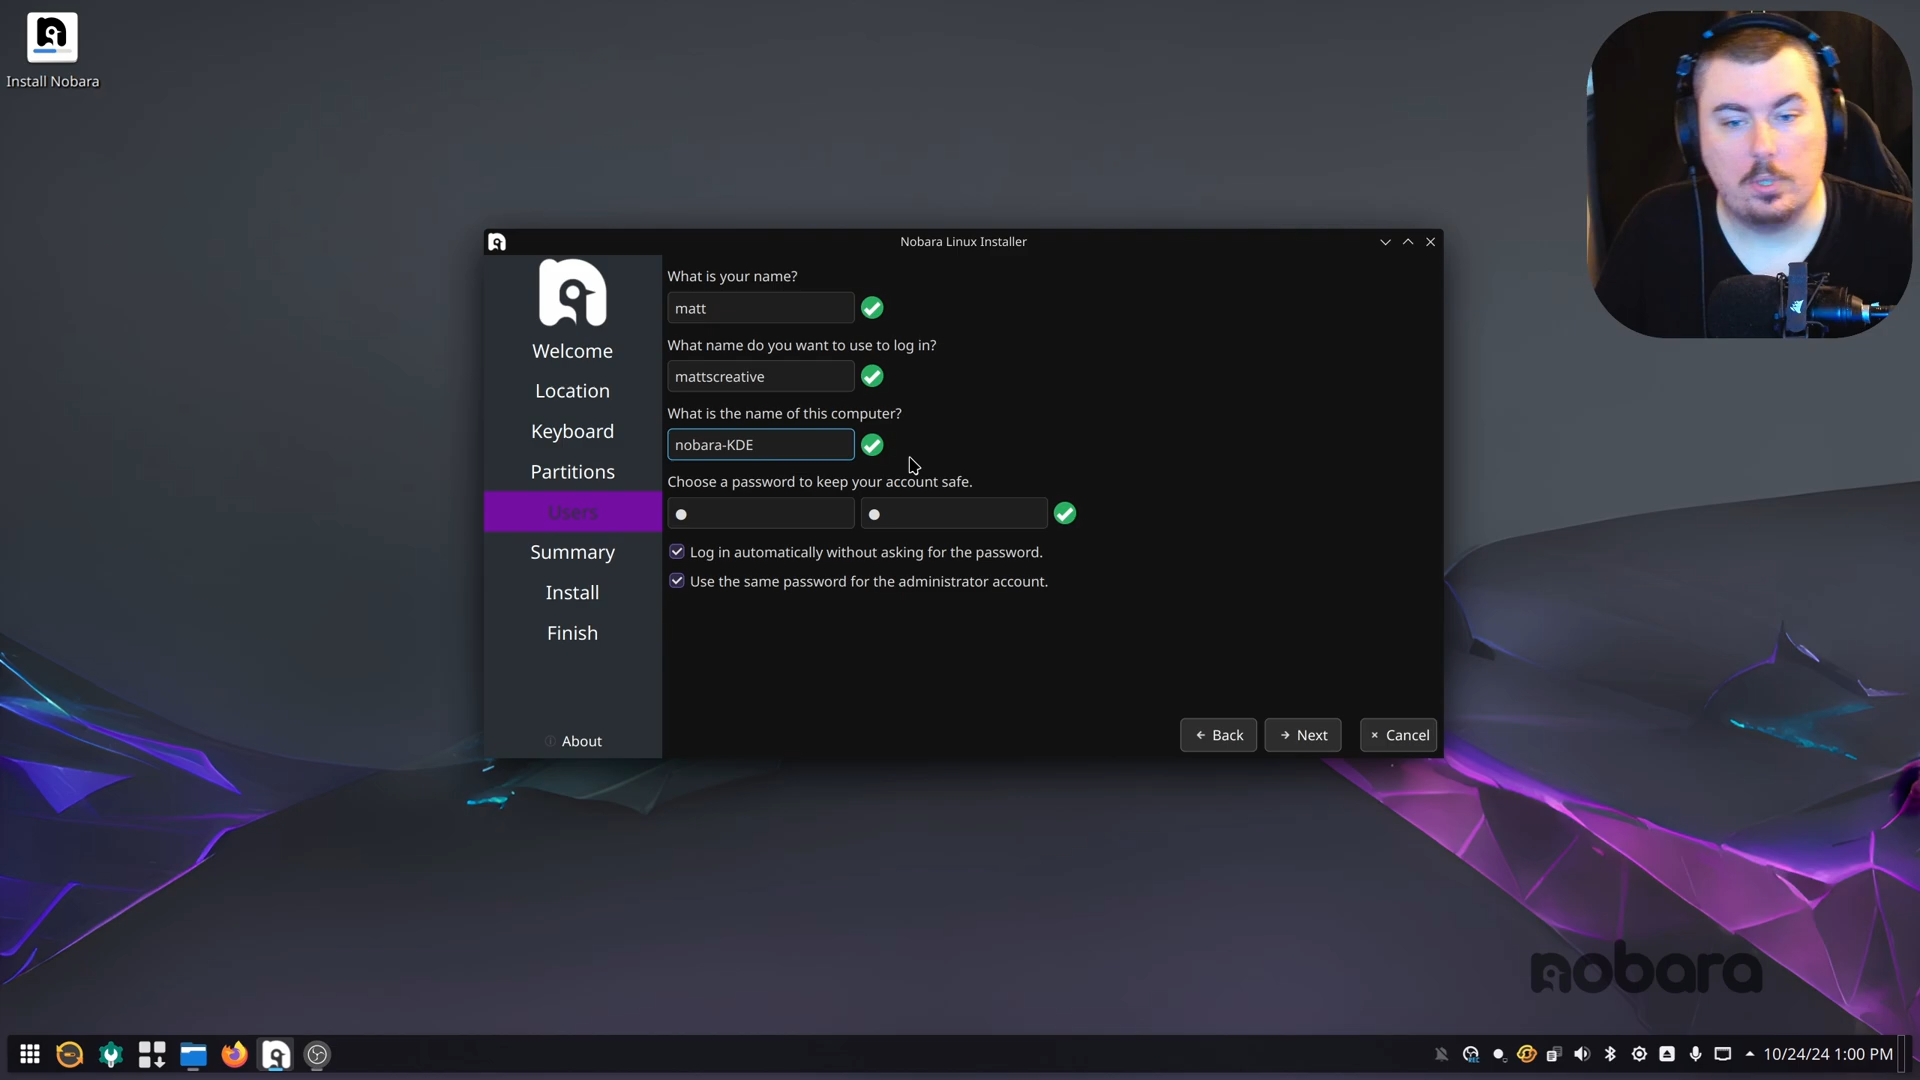 Install Nobara
Nobara Linux Installer
Welcome
Location
Keyboard
Partitions
Users
Summary
Install
Finish
About
What is your name?
matt
What name do you want to use to log in?
mattscreative
What is the name of this computer?
nobara-KDE
Choose a password to keep your account safe.
Log in automatically without asking for the password.
Use the same password for the administrator account.
Back
Next
Cancel
nobara
REC
10/24/24 1:00 PM